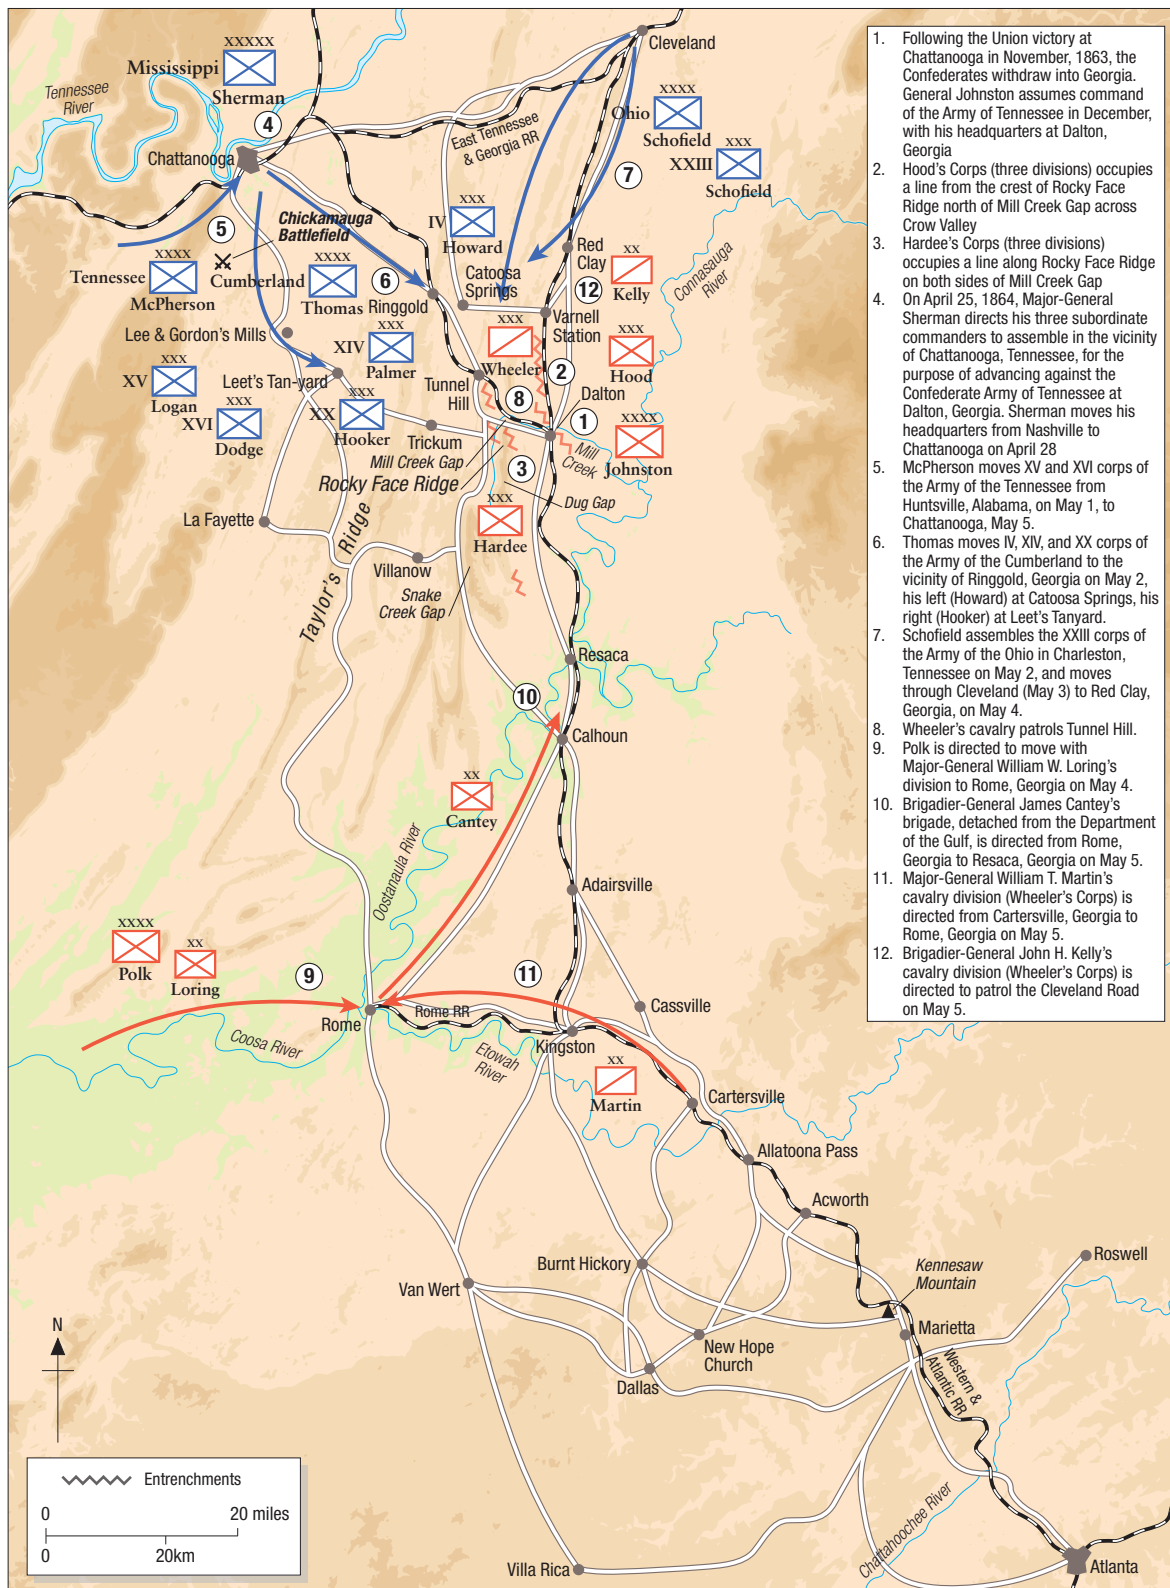 XXXXX
Mississippi
Sherman
Tennessee
River
4
Chattanooga
Cleveland
East Tennessee
& Georgia RR
XXXX
Ohio
Schofield
XXX
XXIII
Schofield
7
5
Chickamauga
Battlefield
XXX
IV
Howard
Red
Clay
XX
Kelly
12
Connasauga
River
XXXX
Tennessee
McPherson
XXXX
Cumberland
Thomas
6
Ringgold
Catoosa
Springs
Varnell
Station
Lee & Gordon's Mills
XXX
XIV
Palmer
XXX
Wheeler
2
XXX
Hood
XXX
XV
Logan
Leet's Tan-yard
Tunnel
Hill
8
Dalton
1
XXX
XVI
Dodge
XXX
XX
Hooker
Trickum
Mill Creek Gap
Rocky Face Ridge
3
Mill
Creek
XXXX
Johnston
Dug Gap
XXX
Hardee
La Fayette
Taylor's Ridge
Villanow
Snake
Creek Gap
Resaca
10
Calhoun
XX
Cantey
Oostanaula River
Adairsville
XXXX
Polk
XX
Loring
9
11
Cassville
Rome
Rome RR
Kingston
Coosa River
Etowah
River
XX
Martin
Cartersville
Allatoona Pass
Acworth
Burnt Hickory
Roswell
Kennesaw
Mountain
Van Wert
New Hope
Church
Marietta
Dallas
Western &
Atlantic RR
Chattahoochee River
Villa Rica
Atlanta
N
Entrenchments
0 20 miles
0 20km
1. Following the Union victory at
Chattanooga in November, 1863, the
Confederates withdraw into Georgia.
General Johnston assumes command
of the Army of Tennessee in December,
with his headquarters at Dalton,
Georgia
2. Hood's Corps (three divisions) occupies
a line from the crest of Rocky Face
Ridge north of Mill Creek Gap across
Crow Valley
3. Hardee's Corps (three divisions)
occupies a line along Rocky Face Ridge
on both sides of Mill Creek Gap
4. On April 25, 1864, Major-General
Sherman directs his three subordinate
commanders to assemble in the vicinity
of Chattanooga, Tennessee, for the
purpose of advancing against the
Confederate Army of Tennessee at
Dalton, Georgia. Sherman moves his
headquarters from Nashville to
Chattanooga on April 28
5. McPherson moves XV and XVI corps of
the Army of the Tennessee from
Huntsville, Alabama, on May 1, to
Chattanooga, May 5.
6. Thomas moves IV, XIV, and XX corps of
the Army of the Cumberland to the
vicinity of Ringgold, Georgia on May 2,
his left (Howard) at Catoosa Springs, his
right (Hooker) at Leet's Tanyard.
7. Schofield assembles the XXIII corps of
the Army of the Ohio in Charleston,
Tennessee on May 2, and moves
through Cleveland (May 3) to Red Clay,
Georgia, on May 4.
8. Wheeler's cavalry patrols Tunnel Hill.
9. Polk is directed to move with
Major-General William W. Loring's
division to Rome, Georgia on May 4.
10. Brigadier-General James Cantey's
brigade, detached from the Department
of the Gulf, is directed from Rome,
Georgia to Resaca, Georgia on May 5.
11. Major-General William T. Martin's
cavalry division (Wheeler's Corps) is
directed from Cartersville, Georgia to
Rome, Georgia on May 5.
12. Brigadier-General John H. Kelly's
cavalry division (Wheeler's Corps) is
directed to patrol the Cleveland Road
on May 5.